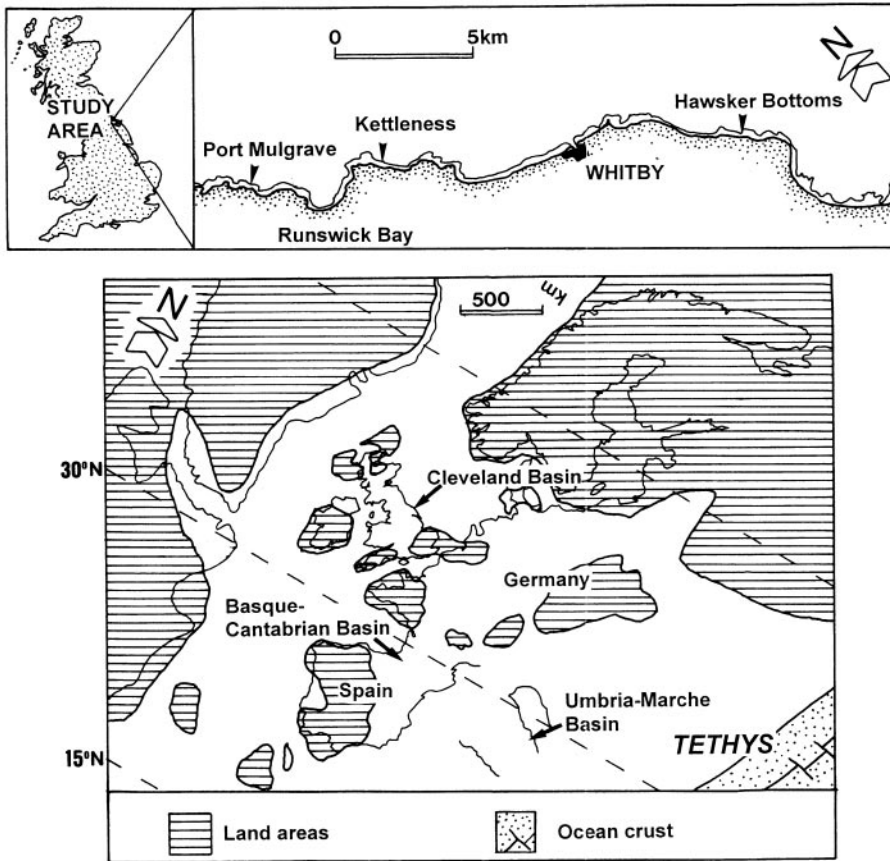 STUDY
AREA
0 5km
N
Port Mulgrave
Kettleness
Hawsker Bottoms
WHITBY
Runswick Bay
N
500
km
30°N
Cleveland Basin
Germany
Basque-
Cantabrian Basin
Spain
Umbria-Marche
Basin
15°N
TETHYS
Land areas
Ocean crust